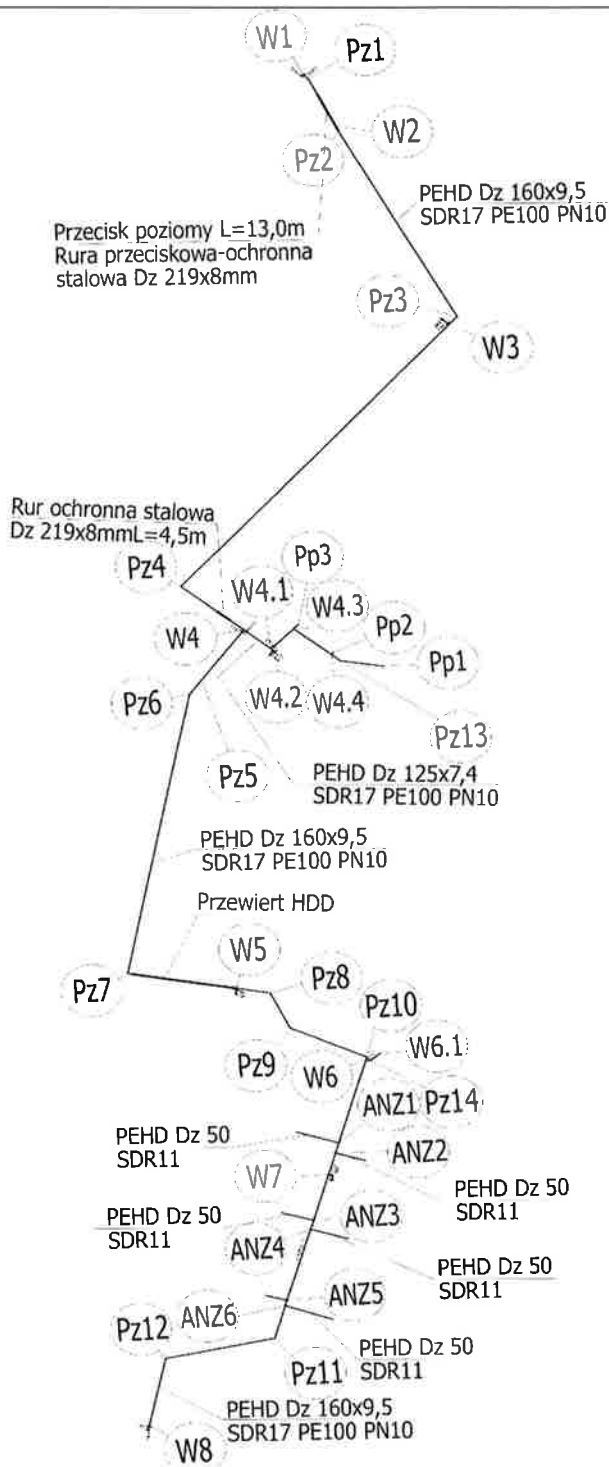 W1
Pz1
W2
Pz2
PEHD Dz 160x9,5
SDR17 PE100 PN10
Przecisk poziomy L=13,0m
Rura przeciskowa-ochronna
stalowa Dz 219x8mm
Pz3
W3
Rur ochronna stalowa
Dz 219x8mmL=4,5m
Pz4
Pp3
W4.1
W4.3
W4
Pp2
Pp1
Pz6
W4.2
W4.4
Pz13
Pz5
PEHD Dz 125x7,4
SDR17 PE100 PN10
PEHD Dz 160x9,5
SDR17 PE100 PN10
Przewiert HDD
W5
Pz7
Pz8
Pz10
W6.1
Pz9
W6
ANZ1
Pz14
PEHD Dz 50
SDR11
ANZ2
W7
PEHD Dz 50
SDR11
PEHD Dz 50
SDR11
ANZ3
ANZ4
PEHD Dz 50
SDR11
ANZ5
ANZ6
Pz12
PEHD Dz 50
SDR11
Pz11
PEHD Dz 160x9,5
SDR17 PE100 PN10
W8